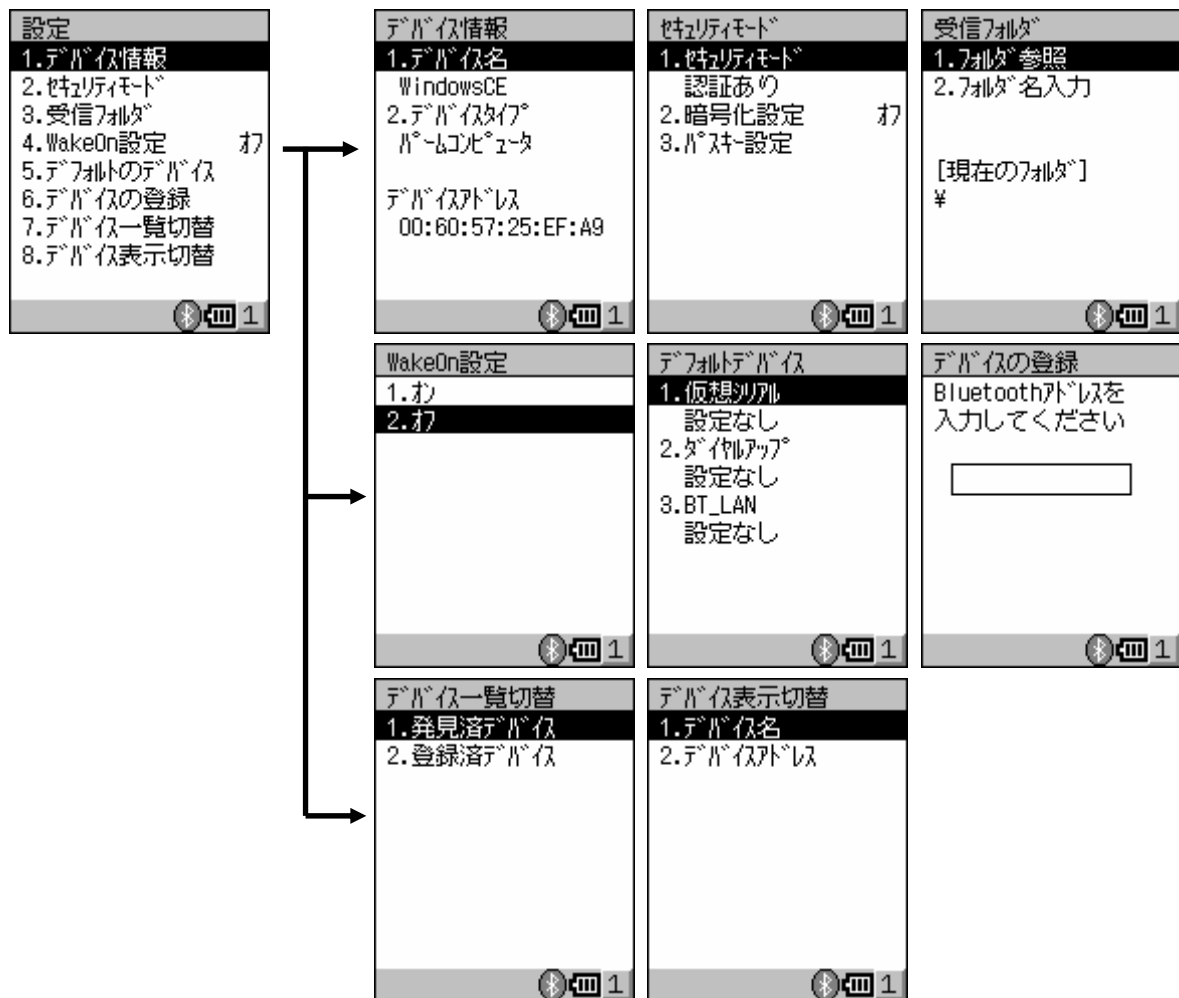 設定
1.ﾃﾞﾊﾞｲｽ情報
2.ｾｷｭﾘﾃｨﾓｰﾄﾞ
3.受信ﾌｫﾙﾀﾞ
4.WakeOn設定 ｵﾌ
5.ﾃﾞﾌｫﾙﾄのﾃﾞﾊﾞｲｽ
6.ﾃﾞﾊﾞｲｽの登録
7.ﾃﾞﾊﾞｲｽ一覧切替
8.ﾃﾞﾊﾞｲｽ表示切替
1
ﾃﾞﾊﾞｲｽ情報
1.ﾃﾞﾊﾞｲｽ名
WindowsCE
2.ﾃﾞﾊﾞｲｽﾀｲﾌﾟ
ﾊﾟｰﾑｺﾝﾋﾟｭｰﾀ
ﾃﾞﾊﾞｲｽｱﾄﾞﾚｽ
00:60:57:25:EF:A9
1
ｾｷｭﾘﾃｨﾓｰﾄﾞ
1.ｾｷｭﾘﾃｨﾓｰﾄﾞ
認証あり
2.暗号化設定 ｵﾌ
3.ﾊﾟｽｷｰ設定
1
受信ﾌｫﾙﾀﾞ
1.ﾌｫﾙﾀﾞ参照
2.ﾌｫﾙﾀﾞ名入力
[現在のﾌｫﾙﾀﾞ]
¥
1
WakeOn設定
1.ｵﾝ
2.ｵﾌ
1
ﾃﾞﾌｫﾙﾄﾃﾞﾊﾞｲｽ
1.仮想ｼﾘｱﾙ
設定なし
2.ﾀﾞｲﾔﾙｱｯﾌﾟ
設定なし
3.BT_LAN
設定なし
1
ﾃﾞﾊﾞｲｽの登録
Bluetoothｱﾄﾞﾚｽを
入力してください
1
ﾃﾞﾊﾞｲｽ一覧切替
1.発見済ﾃﾞﾊﾞｲｽ
2.登録済ﾃﾞﾊﾞｲｽ
1
ﾃﾞﾊﾞｲｽ表示切替
1.ﾃﾞﾊﾞｲｽ名
2.ﾃﾞﾊﾞｲｽｱﾄﾞﾚｽ
1